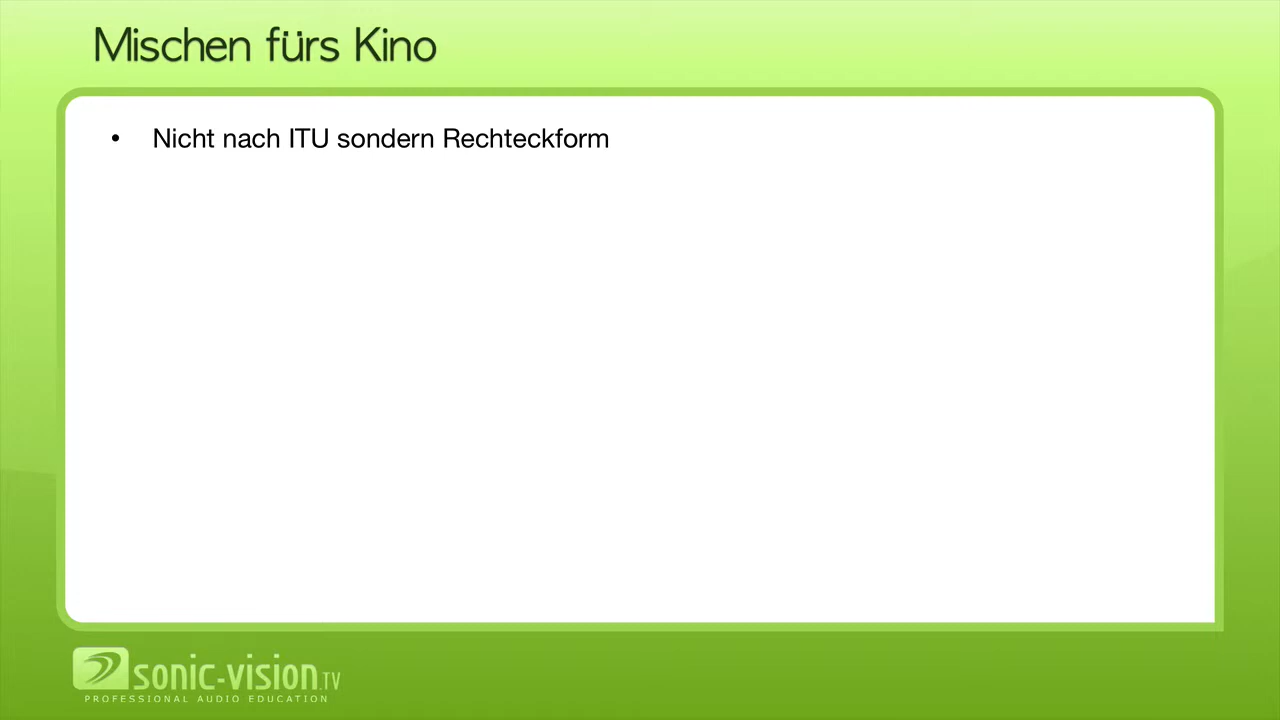 Mischen fürs Kino
• Nicht nach ITU sondern Rechteckform
sonic-vision.TV
PROFESSIONAL AUDIO EDUCATION